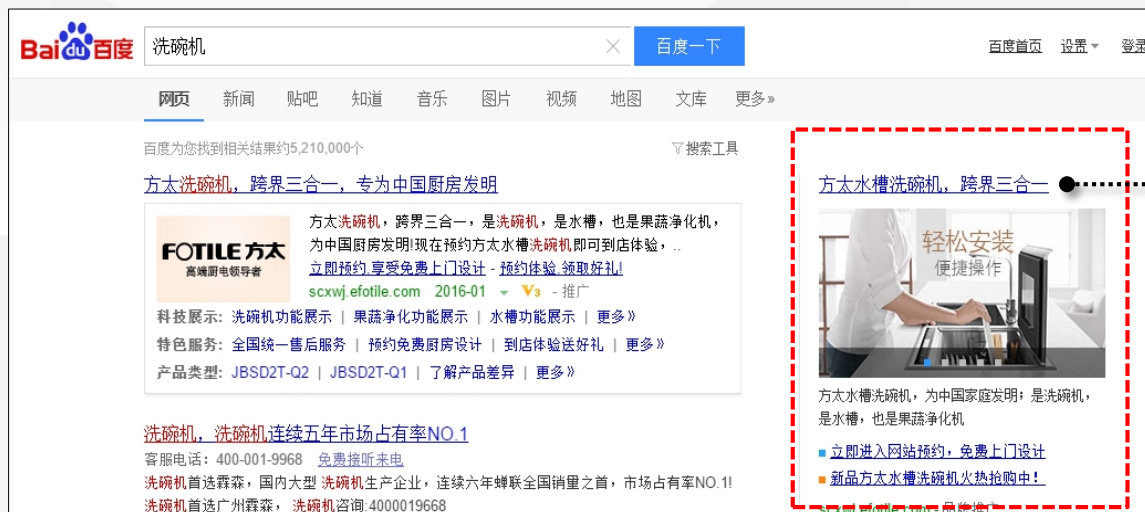 Bai du 百度
洗碗机
百度一下
百度首页 设置 登录
网页 新闻 贴吧 知道 音乐 图片 视频 地图 文库 更多»
百度为您找到相关结果约5,210,000个
搜索工具
方太洗碗机，跨界三合一，专为中国厨房发明
FOTILE 方太
高端厨电领导者
方太洗碗机，跨界三合一，是洗碗机，是水槽，也是果蔬净化机，
为中国厨房发明!现在预约方太水槽洗碗机即可到店体验，..
立即预约.享受免费上门设计 - 预约体验.领取好礼!
scxwj.efotile.com 2016-01 V3 - 推广
科技展示: 洗碗机功能展示 | 果蔬净化功能展示 | 水槽功能展示 | 更多»
特色服务: 全国统一售后服务 | 预约免费厨房设计 | 到店体验送好礼 | 更多»
产品类型: JBSD2T-Q2 | JBSD2T-Q1 | 了解产品差异 | 更多»
洗碗机，洗碗机连续五年市场占有率NO.1
客服电话：400-001-9968 免费接听来电
洗碗机首选霖森，国内大型 洗碗机生产企业，连续六年蝉联全国销量之首，市场占有率NO.1!
洗碗机首选广州霖森， 洗碗机咨询:4000019668
方太水槽洗碗机，跨界三合一
轻松安装
便捷操作
方太水槽洗碗机，为中国家庭发明；是洗碗机，
是水槽，也是果蔬净化机
立即进入网站预约，免费上门设计
新品方太水槽洗碗机火热抢购中！
scxwj.efotile.com - 品牌推广